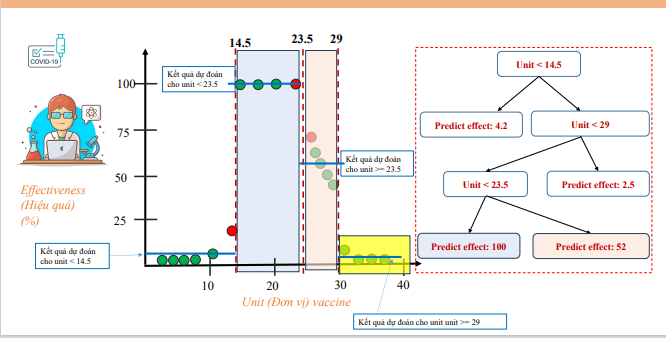 14.5
23.5
29
COVID-19
Kết quả dự đoán
cho unit < 23.5
100
75
50
25
Kết quả dự đoán
cho unit >= 23.5
Effectiveness
(Hiệu quả)
(%)
Kết quả dự đoán
cho unit < 14.5
10
20
30
40
Unit (Đơn vị) vaccine
Kết quả dự đoán cho unit unit >= 29
Unit < 14.5
Predict effect: 4.2
Unit < 29
Unit < 23.5
Predict effect: 2.5
Predict effect: 100
Predict effect: 52